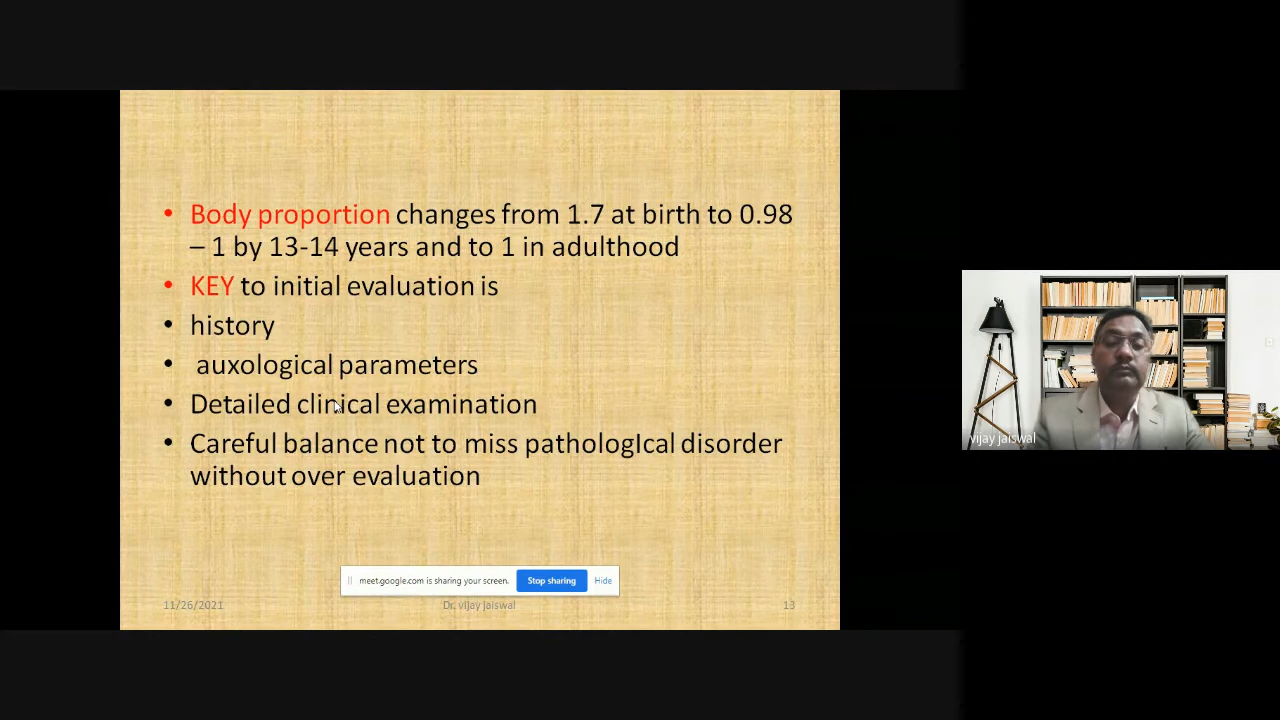 • Body proportion changes from 1.7 at birth to 0.98
– 1 by 13-14 years and to 1 in adulthood
• KEY to initial evaluation is
• history
• auxological parameters
• Detailed clinical examination
• Careful balance not to miss pathologIcal disorder
without over evaluation
meet.google.com is sharing your screen. Stop sharing Hide
11/26/2021 Dr. vijay jaiswal 13
vijay jaiswal